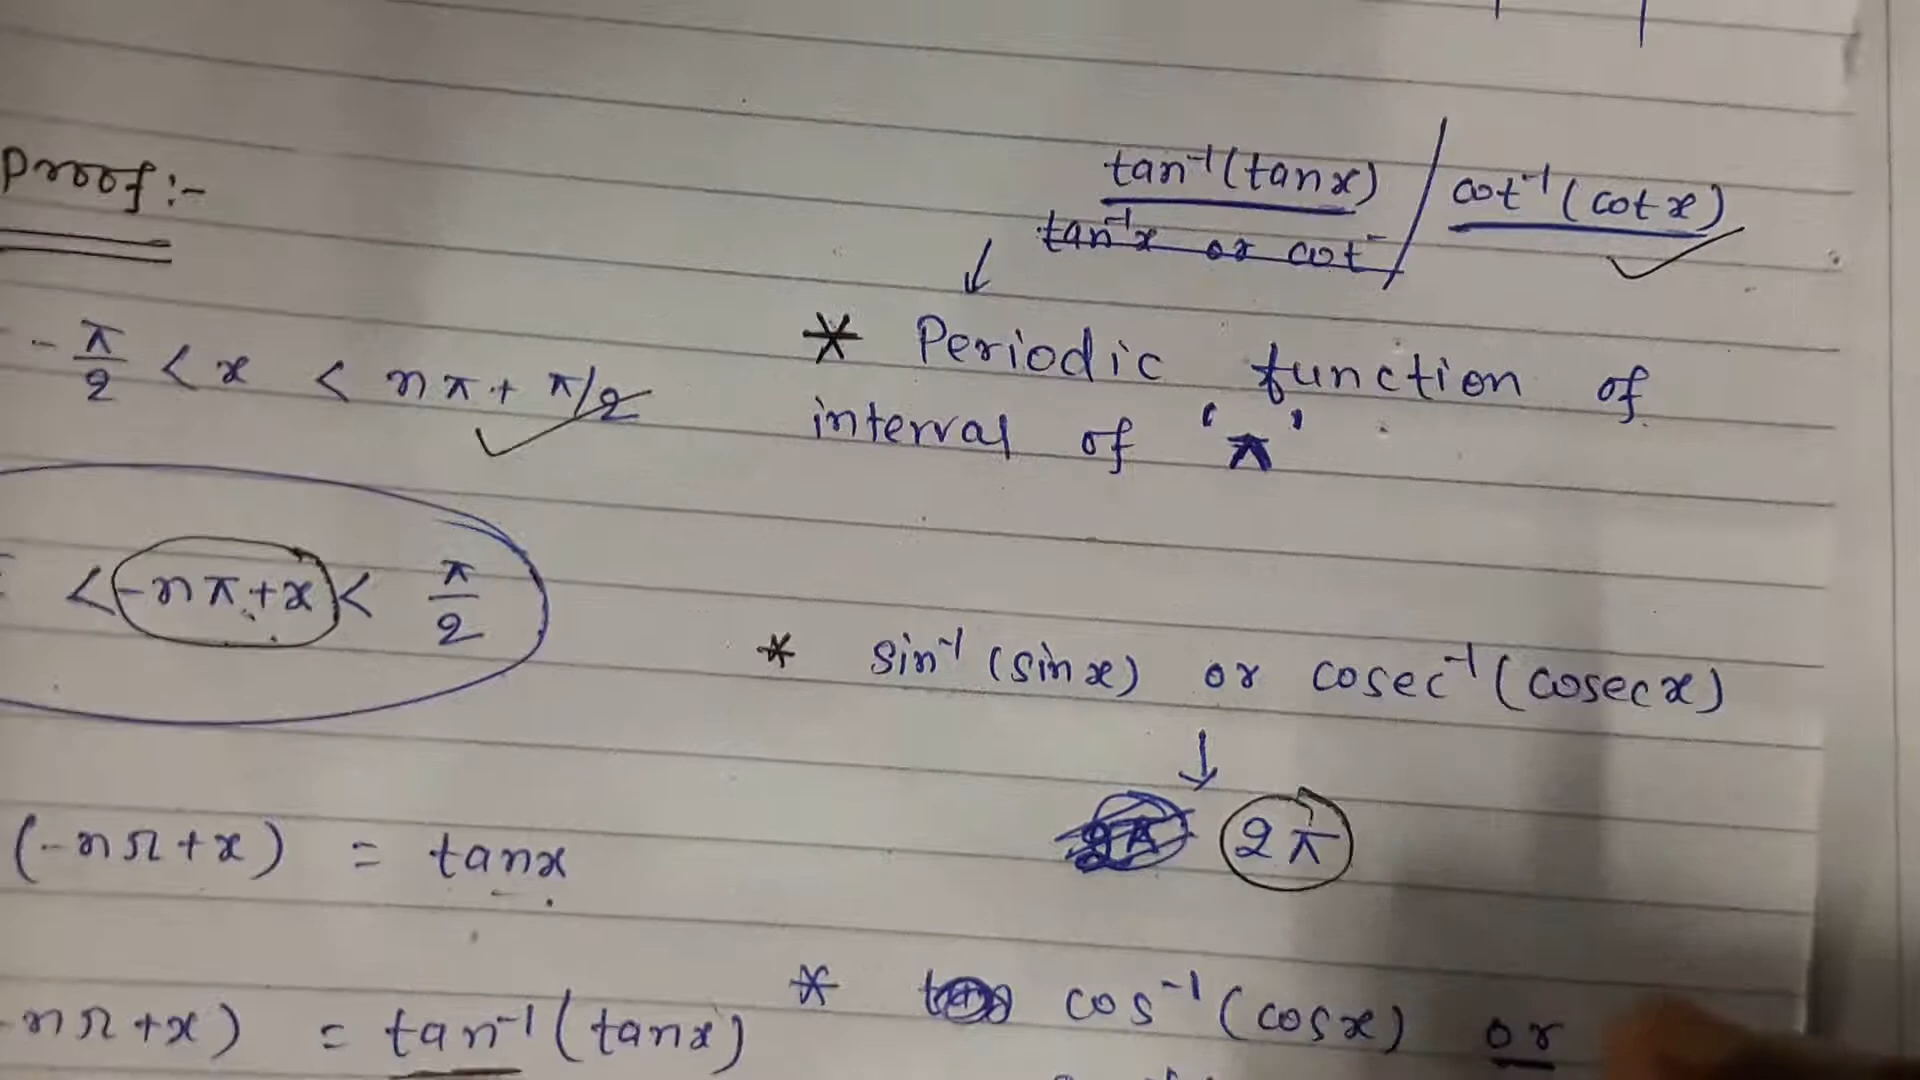 Proof :-
- π/2 < x < nπ + π/2
< -nπ + x < π/2
(-nπ + x) = tanx
-nπ + x) = tan⁻¹(tanx)
tan⁻¹(tanx) / cot⁻¹(cotx)
tan⁻¹x or cot⁻
↓
* Periodic function of
interval of 'π'
* sin⁻¹(sinx) or cosec⁻¹(cosecx)
↓
2π
* cos⁻¹(cosx) or